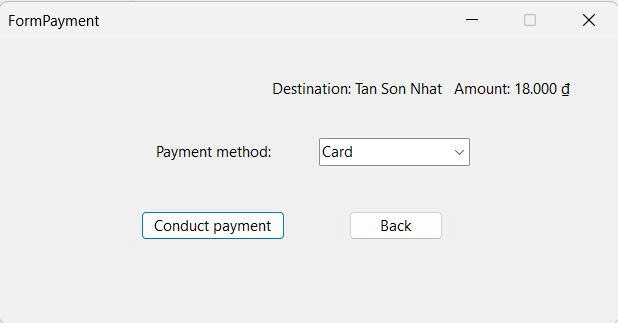 FormPayment
Destination: Tan Son Nhat Amount: 18.000 ₫
Payment method: Card
Conduct payment Back